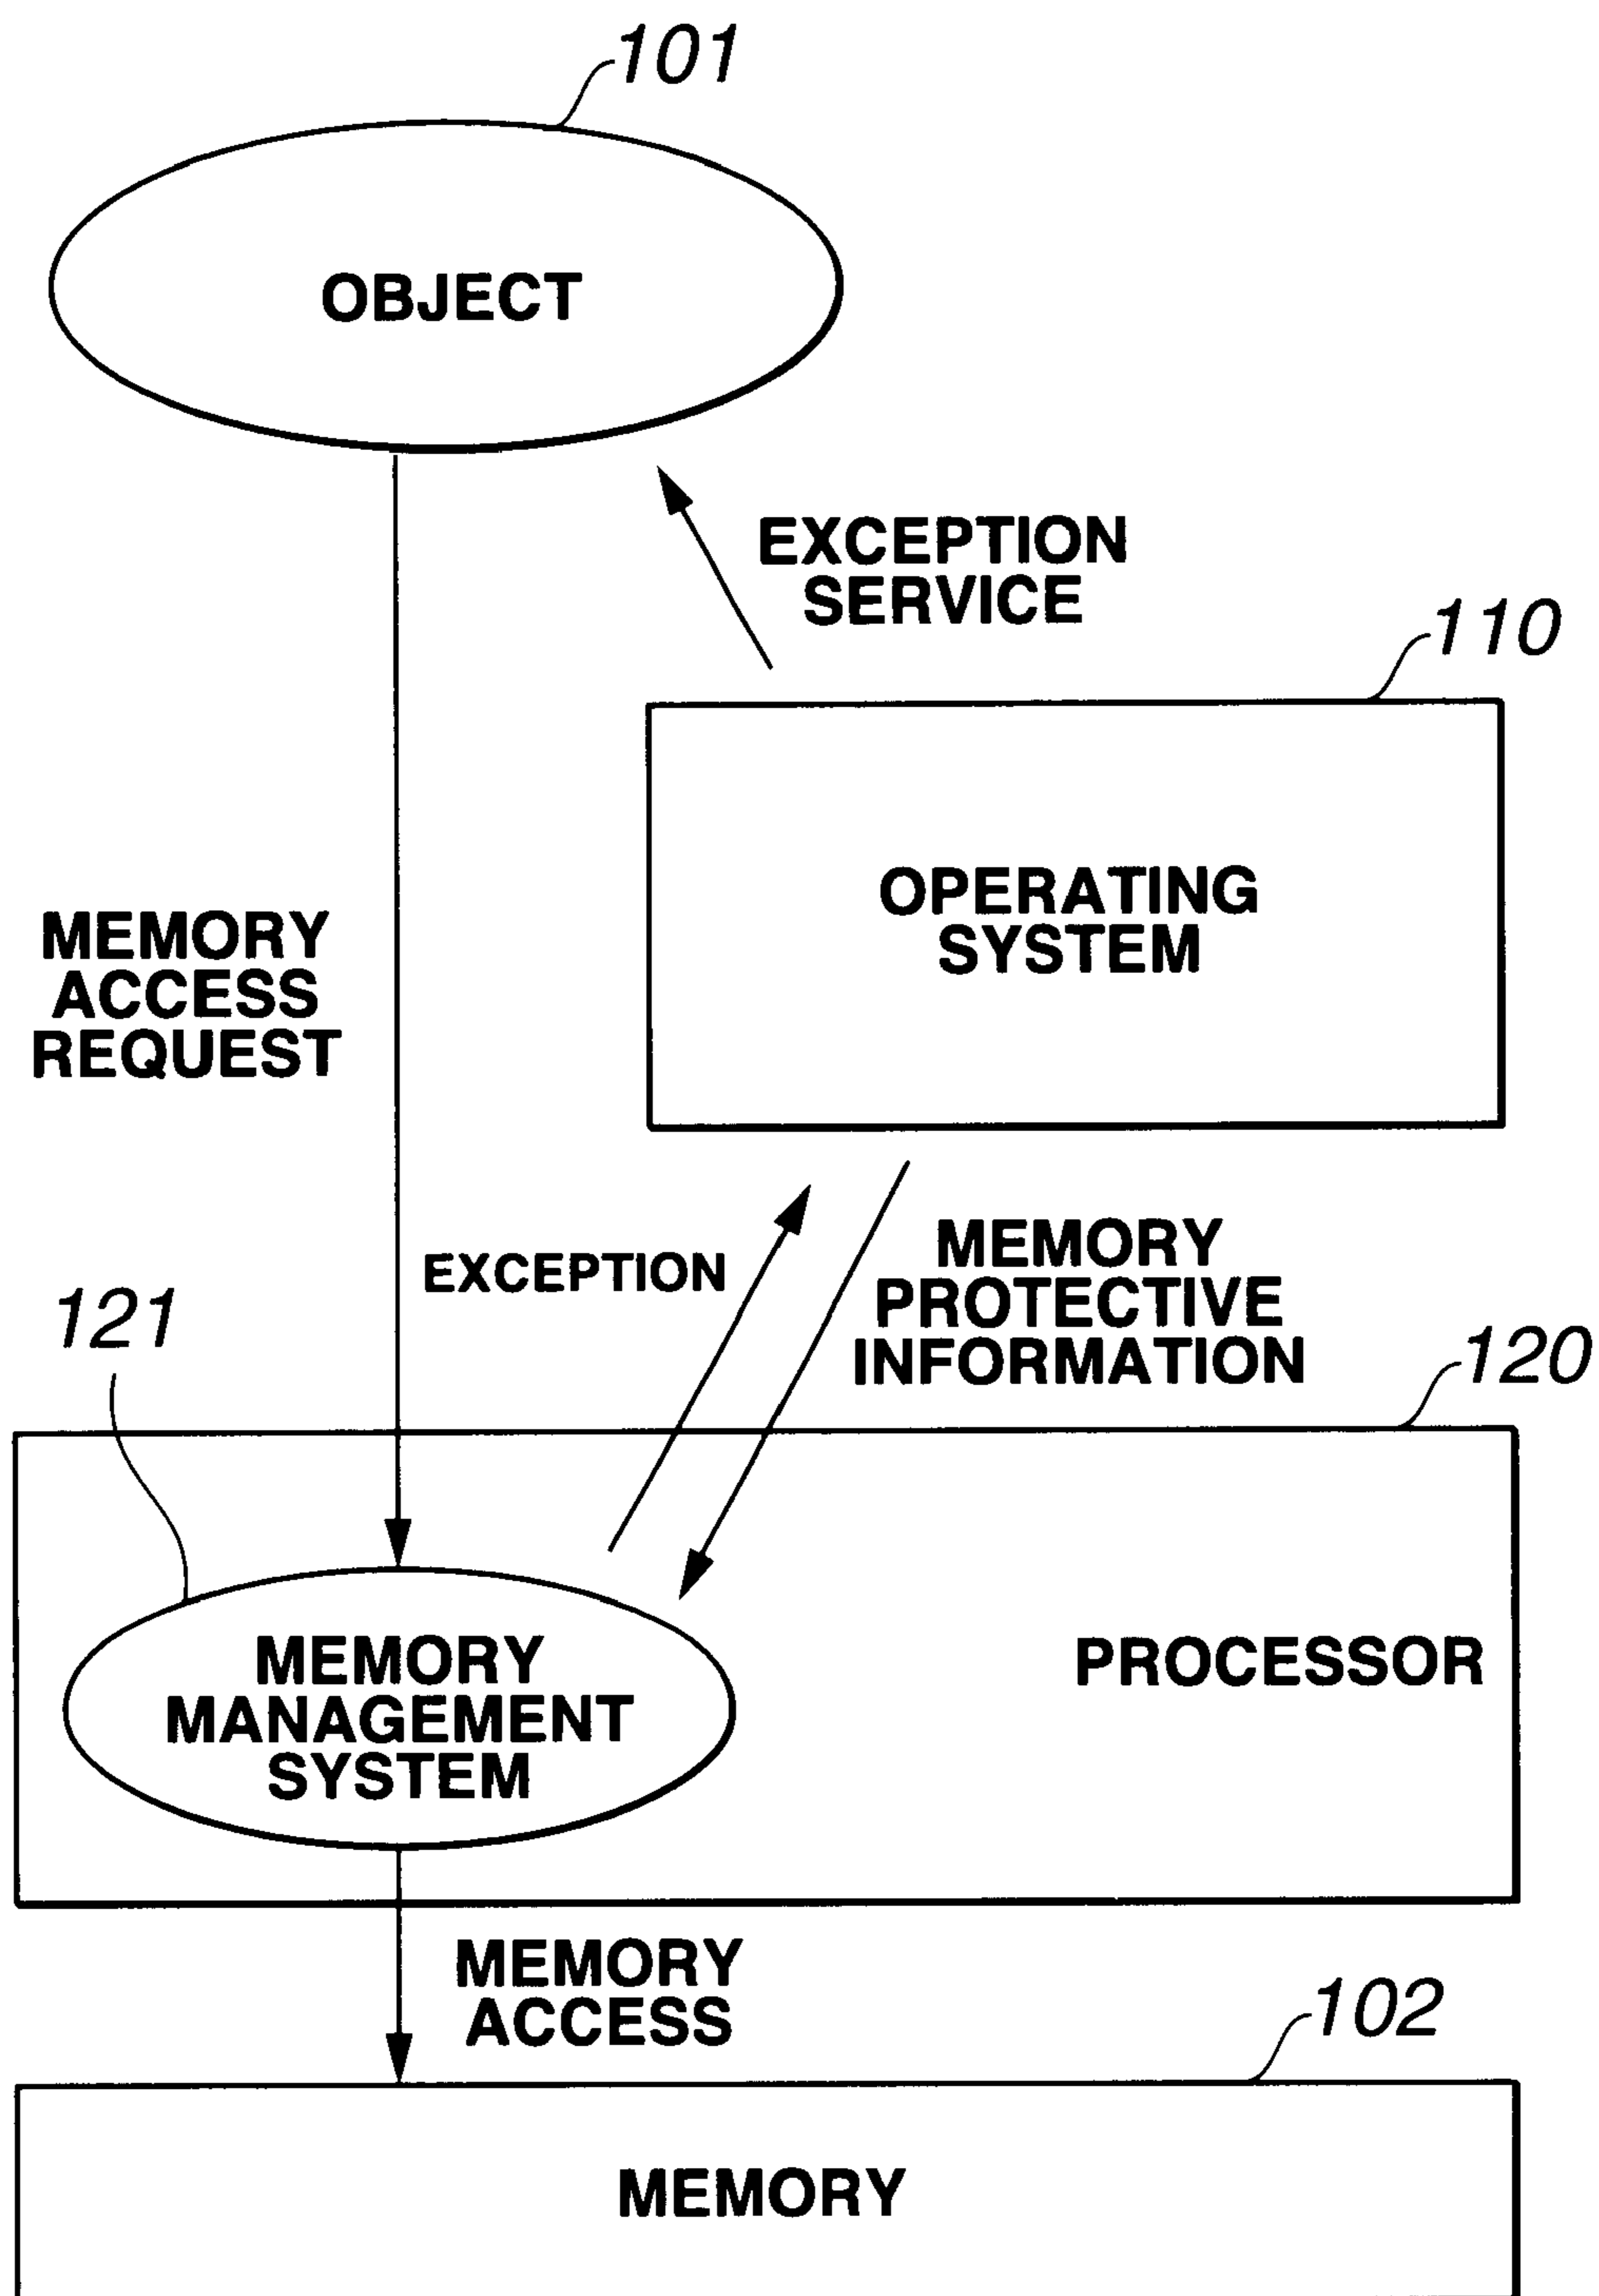 101
OBJECT
EXCEPTION
SERVICE
110
OPERATING
SYSTEM
MEMORY
ACCESS
REQUEST
EXCEPTION
MEMORY
PROTECTIVE
INFORMATION
121
120
MEMORY
MANAGEMENT
SYSTEM
PROCESSOR
MEMORY
ACCESS
102
MEMORY